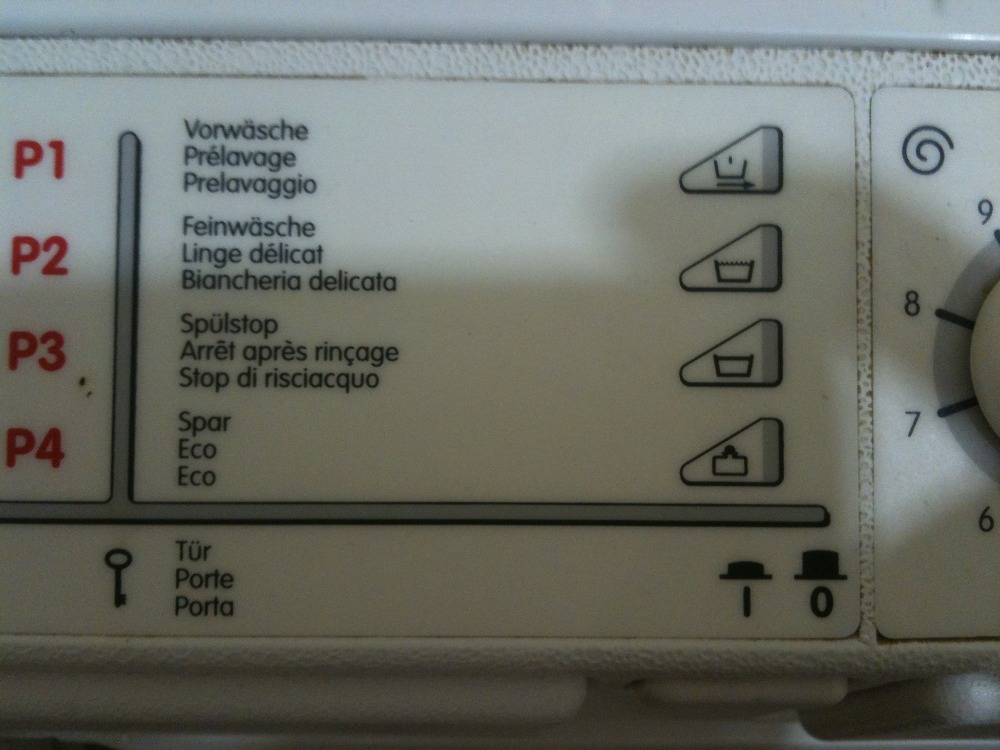 P1
Vorwäsche
Prélavage
Prelavaggio
P2
Feinwäsche
Linge délicat
Biancheria delicata
P3
Spülstop
Arrêt après rinçage
Stop di risciacquo
P4
Spar
Eco
Eco
Tür
Porte
Porta
I 0
9
8
7
6